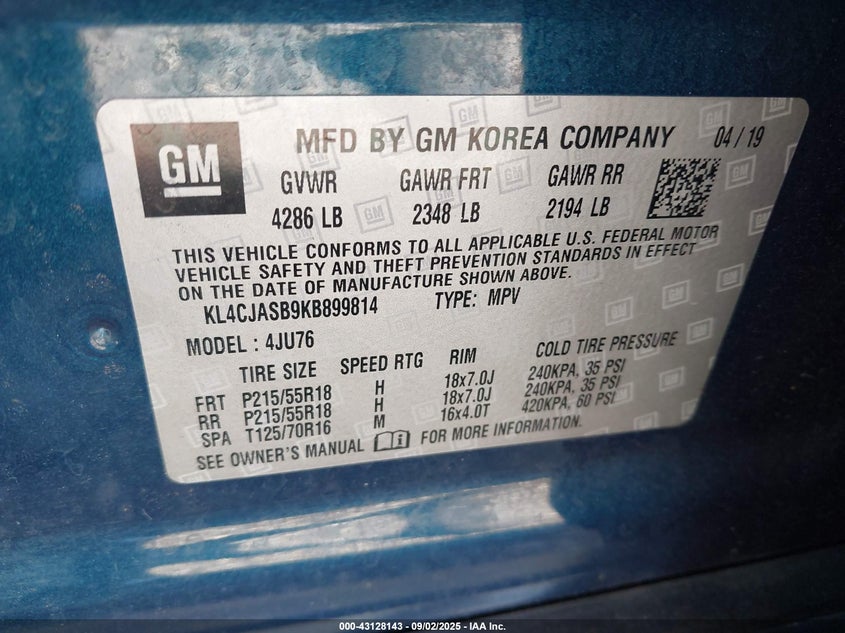 GM
MFD BY GM KOREA COMPANY 04/19
GVWR GAWR FRT GAWR RR
4286 LB 2348 LB 2194 LB
THIS VEHICLE CONFORMS TO ALL APPLICABLE U.S. FEDERAL MOTOR
VEHICLE SAFETY AND THEFT PREVENTION STANDARDS IN EFFECT
ON THE DATE OF MANUFACTURE SHOWN ABOVE.
KL4CJASB9KB899814 TYPE: MPV
MODEL : 4JU76
TIRE SIZE SPEED RTG RIM COLD TIRE PRESSURE
FRT P215/55R18 H 18x7.0J 240KPA, 35 PSI
RR P215/55R18 H 18x7.0J 240KPA, 35 PSI
SPA T125/70R16 M 16x4.0T 420KPA, 60 PSI
SEE OWNER'S MANUAL FOR MORE INFORMATION.
000-43128143 - 09/02/2025 - IAA Inc.